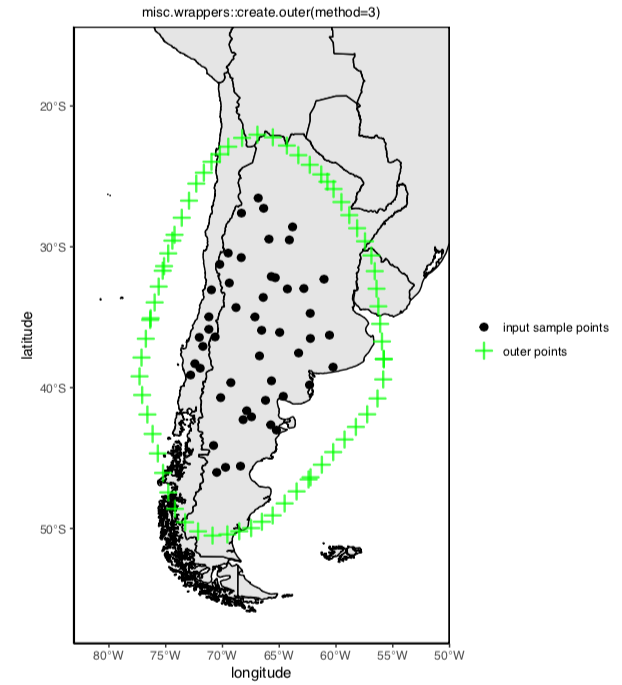 misc.wrappers::create.outer(method=3)
20°S
30°S
40°S
50°S
latitude
80°W 75°W 70°W 65°W 60°W 55°W 50°W
longitude
input sample points
outer points